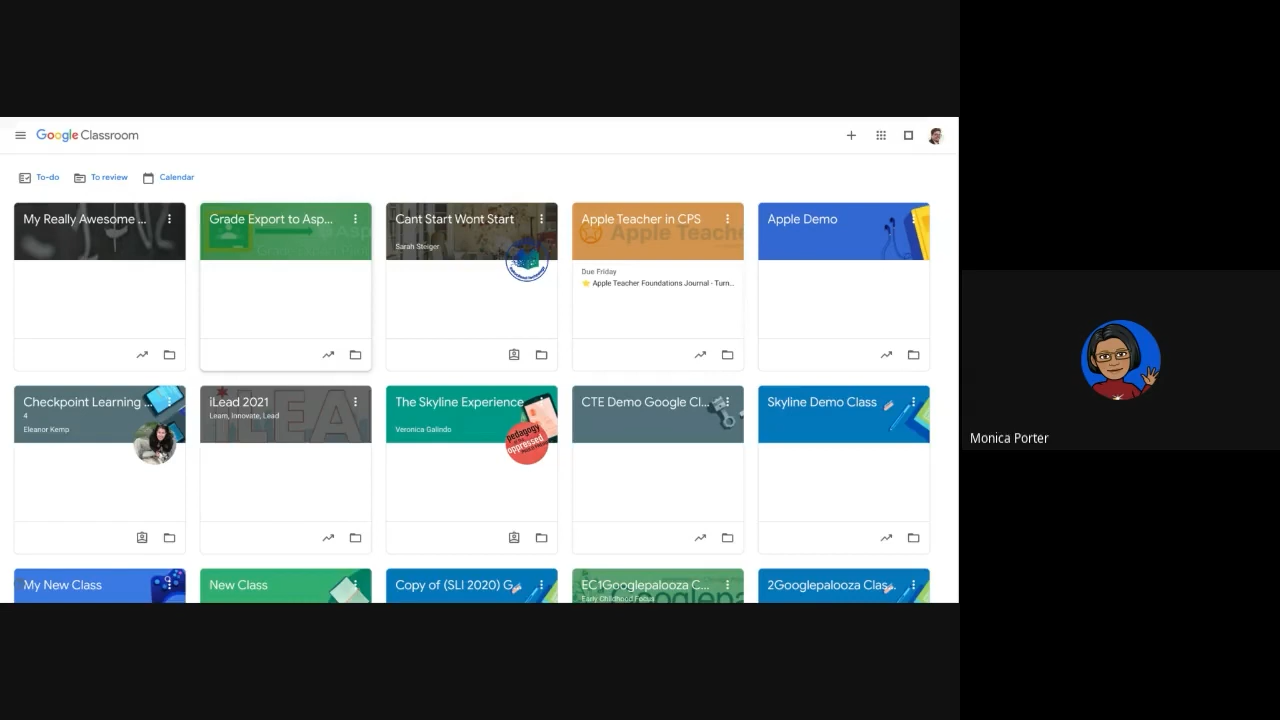 Google Classroom
To-do
To review
Calendar
My Really Awesome ...
Grade Export to Asp...
Cant Start Wont Start
Sarah Steiger
Apple Teacher in CPS
Apple Teache
Due Friday
Apple Teacher Foundations Journal - Turn...
Apple Demo
Checkpoint Learning ...
4
Eleanor Kemp
iLead 2021
Learn, Innovate, Lead
iLEA
The Skyline Experience
Veronica Galindo
pedagogy
oppressed
CTE Demo Google Cl...
Skyline Demo Class
Monica Porter
My New Class
New Class
Copy of (SLI 2020) G...
EC1Googlepalooza C...
Early Childhood Focus
2Googlepalooza Clas...